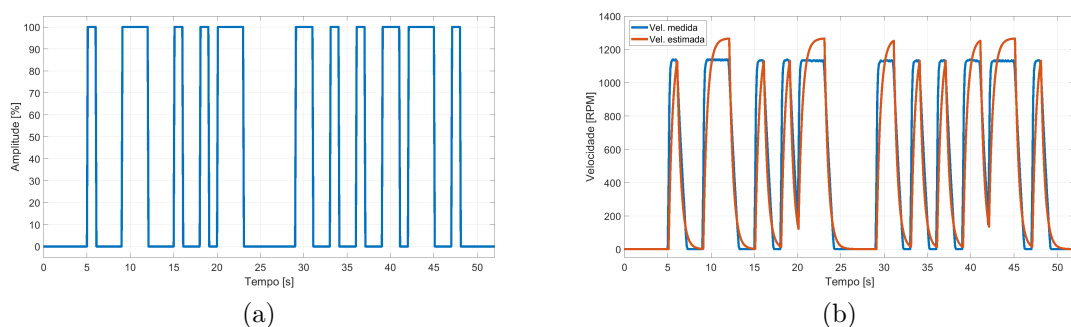 100
90
80
70
60
50
40
30
20
10
0
Amplitude [%]
0 5 10 15 20 25 30 35 40 45 50
Tempo [s]
(a)
1400
1200
1000
800
600
400
200
0
Velocidade [RPM]
Vel. medida
Vel. estimada
0 5 10 15 20 25 30 35 40 45 50
Tempo [s]
(b)